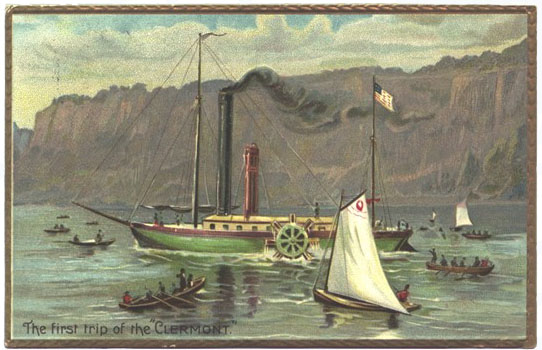 The first trip of the "CLERMONT."